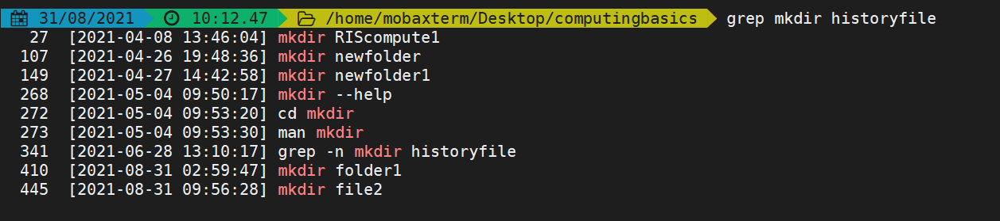 31/08/2021 10:12.47 /home/mobaxterm/Desktop/computingbasics grep mkdir historyfile
27 [2021-04-08 13:46:04] mkdir RIScompute1
107 [2021-04-26 19:48:36] mkdir newfolder
149 [2021-04-27 14:42:58] mkdir newfolder1
268 [2021-05-04 09:50:17] mkdir --help
272 [2021-05-04 09:53:20] cd mkdir
273 [2021-05-04 09:53:30] man mkdir
341 [2021-06-28 13:10:17] grep -n mkdir historyfile
410 [2021-08-31 02:59:47] mkdir folder1
445 [2021-08-31 09:56:28] mkdir file2